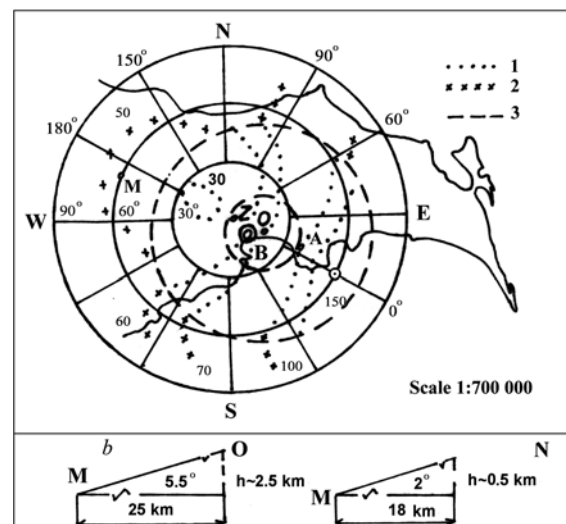 N
150° 90° 1
2
50 60° 3
180°
M 30
W 90° 60° 30° Z O E
A
B
150 0°
60
70 100
S Scale 1:700 000
b O N
M 5.5° h~2.5 km M 2° h~0.5 km
25 km 18 km